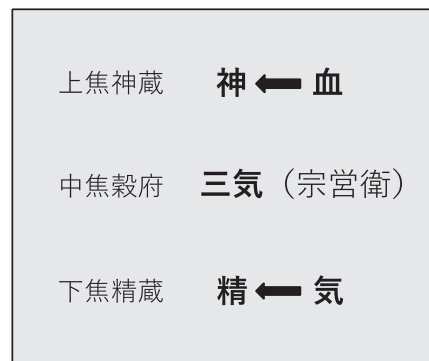 上焦神蔵 神 ← 血
中焦穀府 三気（宗営衛）
下焦精蔵 精 ← 気